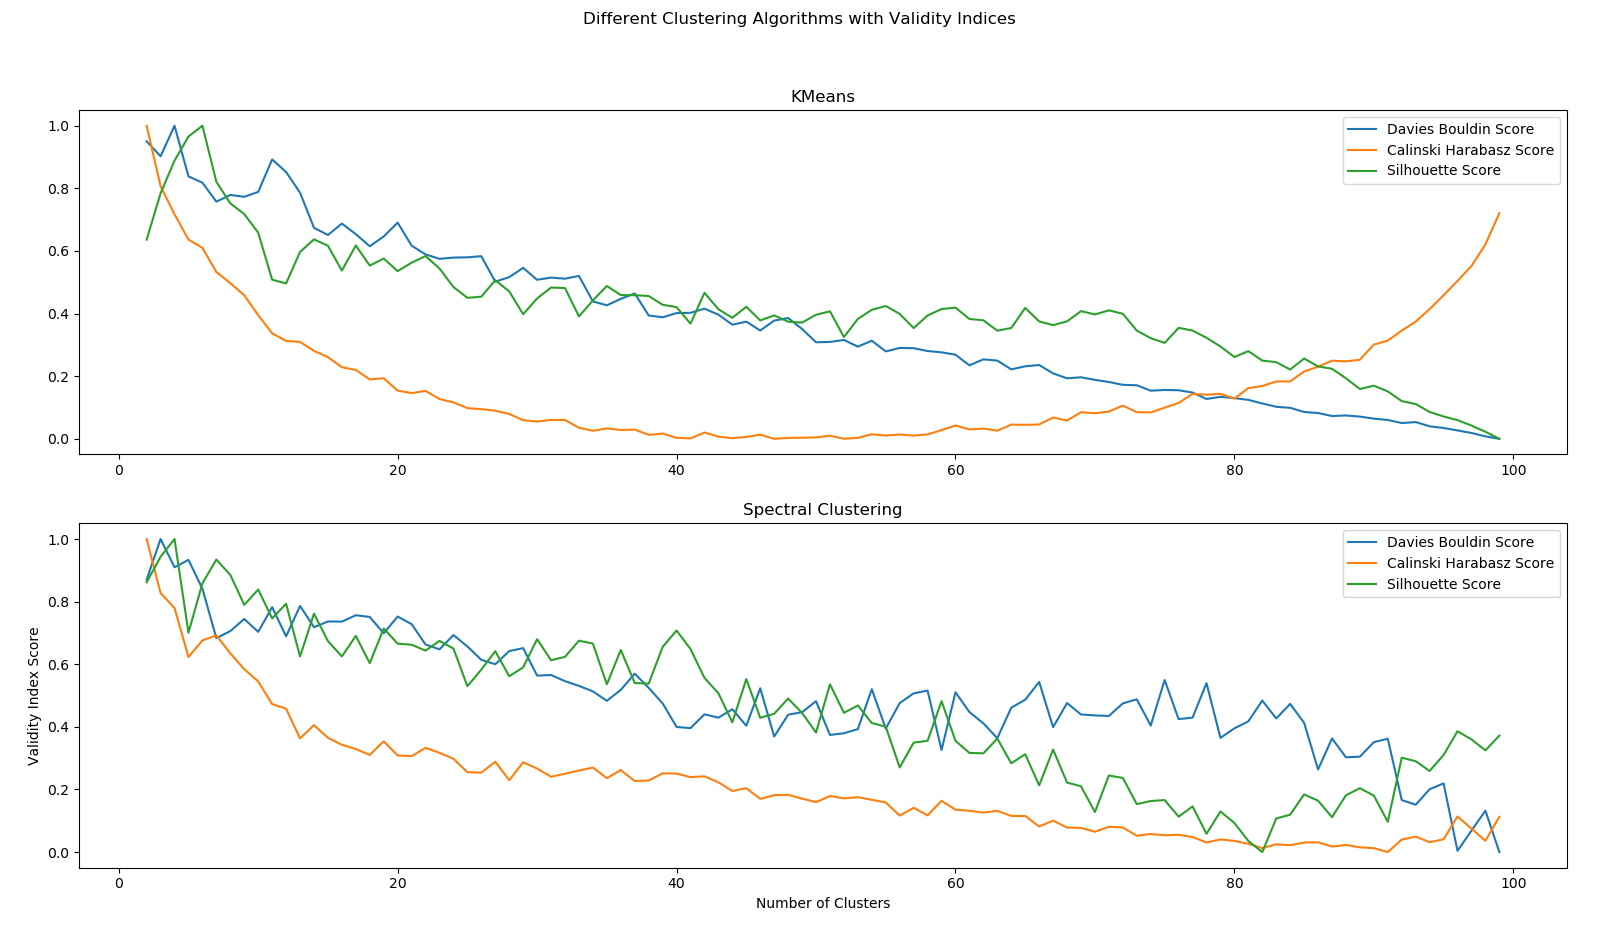 Different Clustering Algorithms with Validity Indices
KMeans
1.0
0.8
0.6
0.4
0.2
0.0
Davies Bouldin Score
Calinski Harabasz Score
Silhouette Score
0 20 40 60 80 100
Spectral Clustering
Validity Index Score
1.0
0.8
0.6
0.4
0.2
0.0
Davies Bouldin Score
Calinski Harabasz Score
Silhouette Score
0 20 40 60 80 100
Number of Clusters